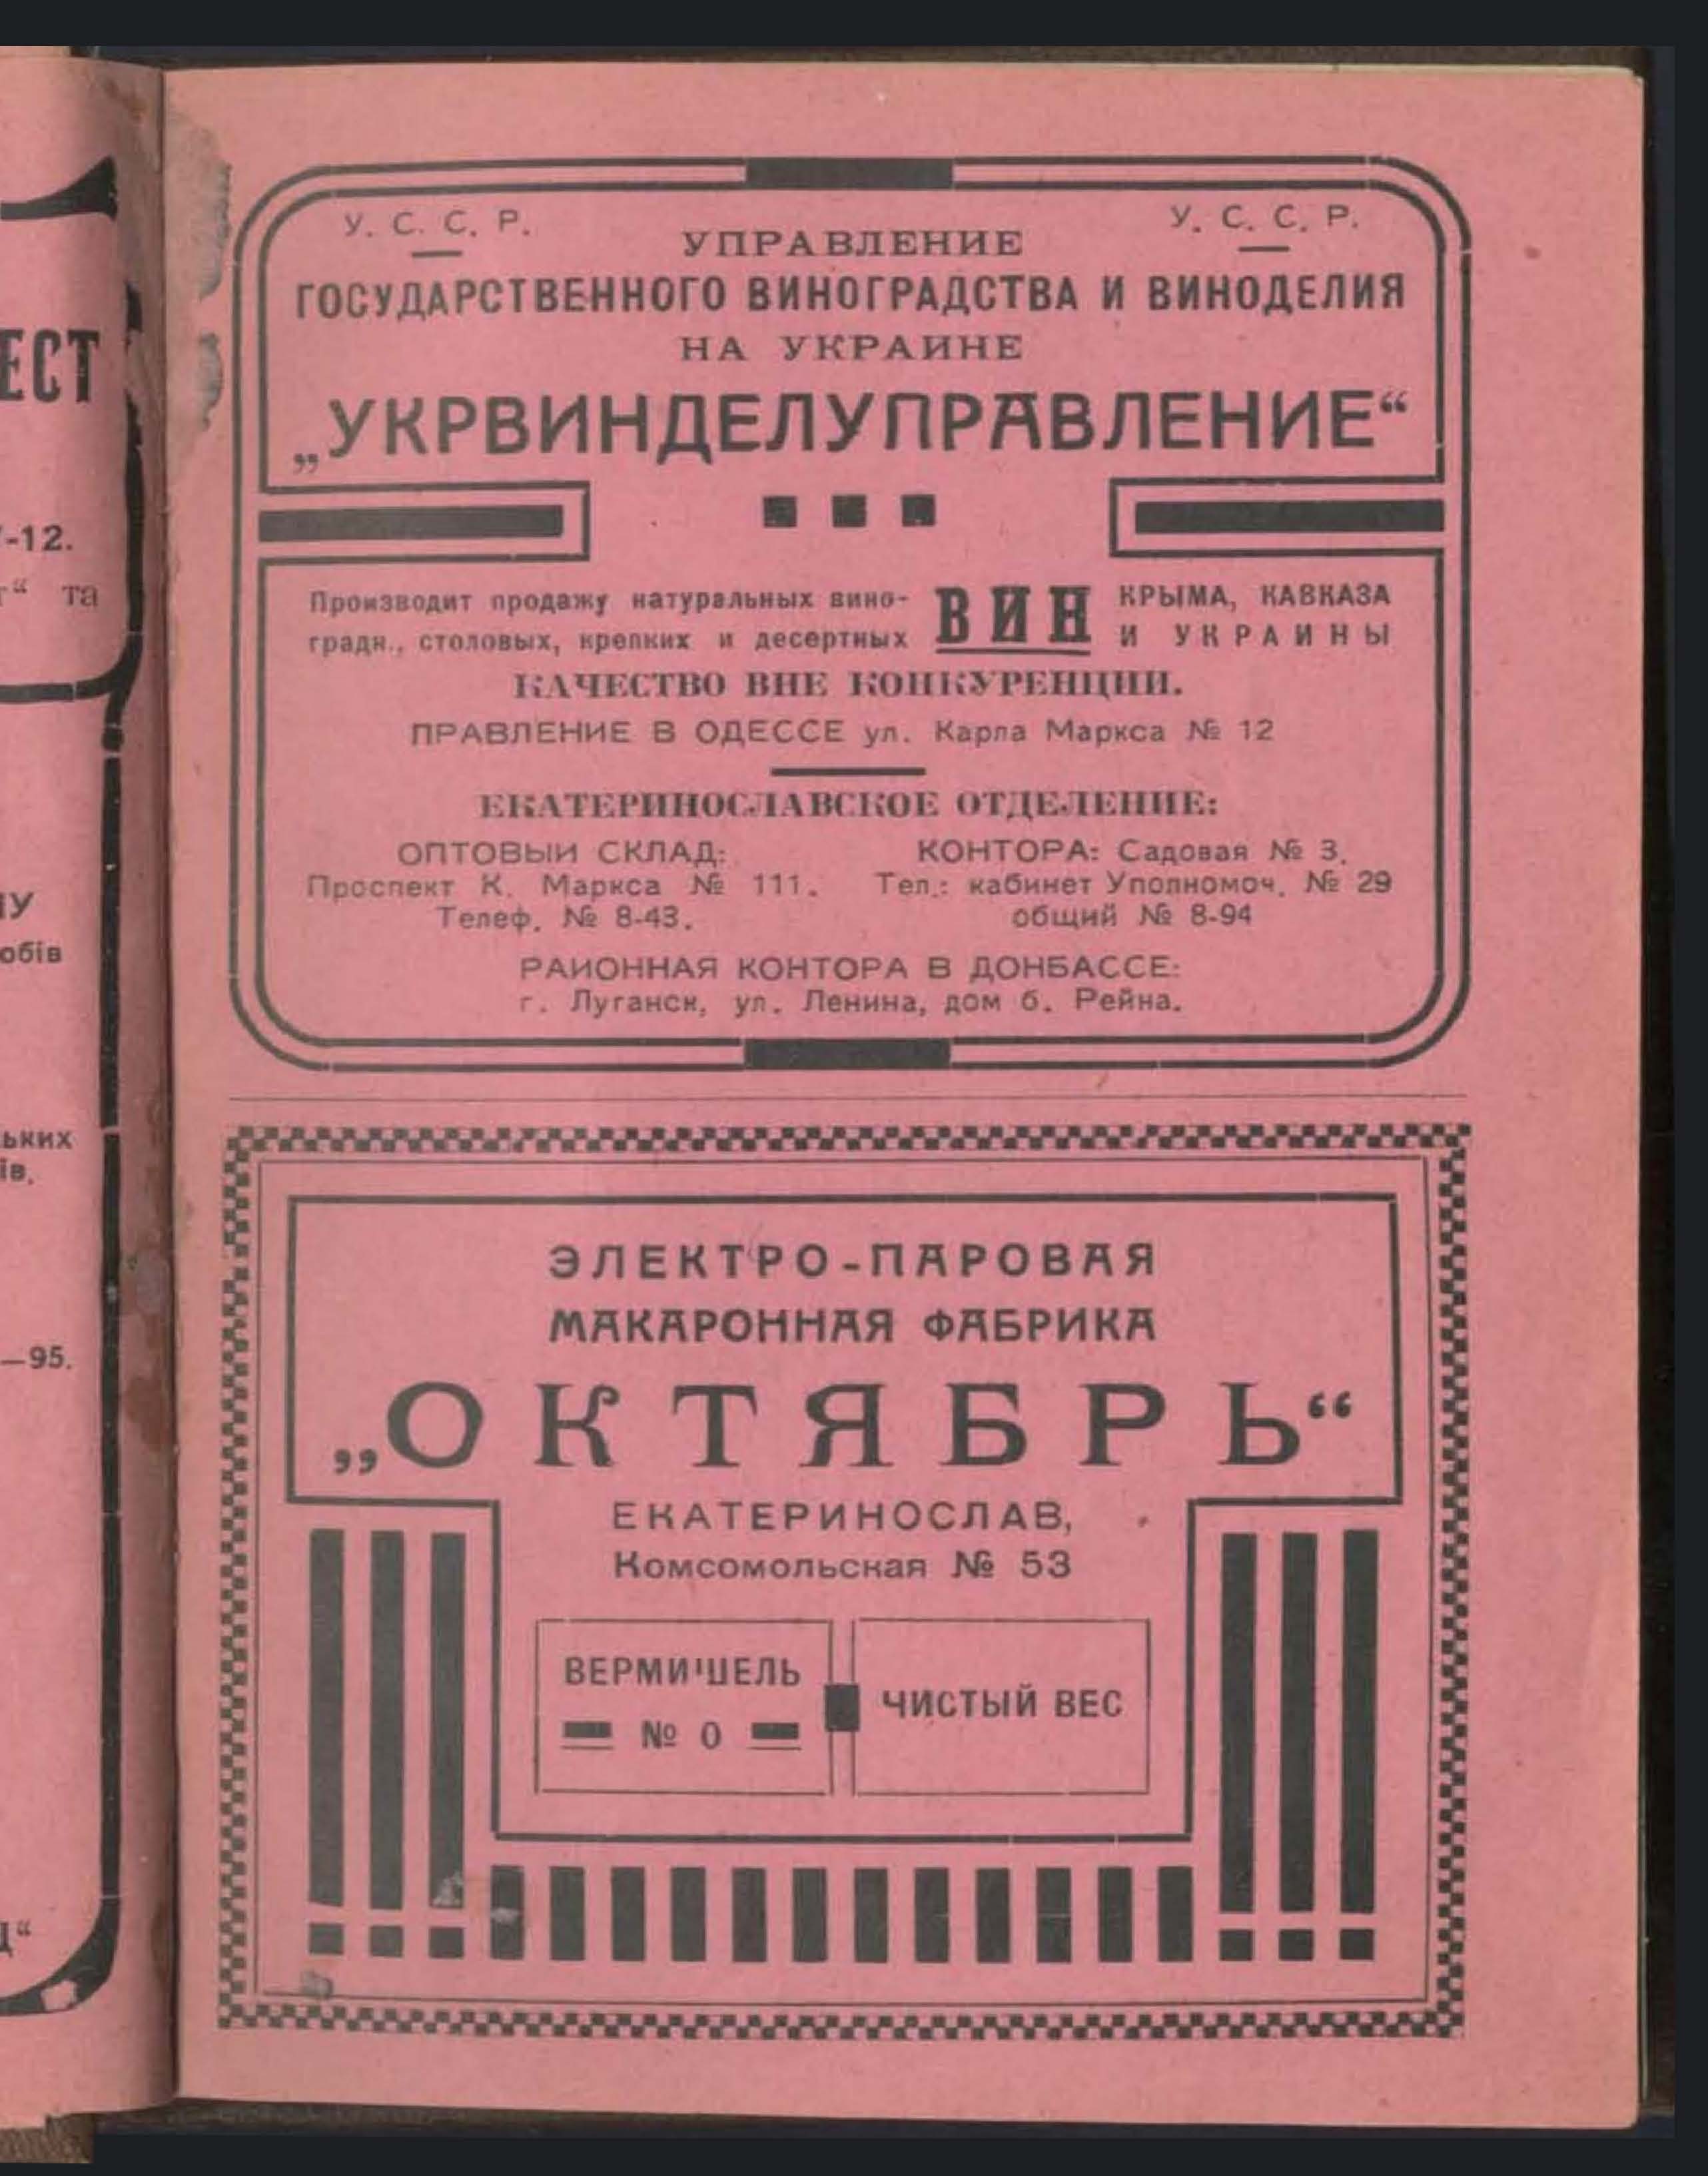 ЕСТ
-12.
та
ІУ
обів
ьких
ів.
—95.
Ц“
У. С. С. Р.
У. С. С. Р.
УПРАВЛЕНИЕ
ГОСУДАРСТВЕННОГО ВИНОГРАДСТВА И ВИНОДЕЛИЯ
НА УКРАИНЕ
„УКРВИНДЕЛУПРАВЛЕНИЕ“
Производит продажу натуральных вино-
градн., столовых, крепких и десертных
ВИН
КРЫМА, КАВКАЗА
И УКРАИНЫ
КАЧЕСТВО ВНЕ КОНКУРЕНЦИИ.
ПРАВЛЕНИЕ В ОДЕССЕ ул. Карла Маркса № 12
ЕКАТЕРИНОСЛАВСКОЕ ОТДЕЛЕНИЕ:
ОПТОВЫИ СКЛАД:
Проспект К. Маркса № 111.
Телеф. № 8-43.
КОНТОРА: Садовая № 3.
Тел.: кабинет Уполномоч. № 29
общий № 8-94
РАИОННАЯ КОНТОРА В ДОНБАССЕ:
г. Луганск, ул. Ленина, дом б. Рейна.
ЭЛЕКТРО-ПАРОВАЯ
МАКАРОННАЯ ФАБРИКА
„ОКТЯБРЬ“
ЕКАТЕРИНОСЛАВ,
Комсомольская № 53
ВЕРМИШЕЛЬ
№ 0
ЧИСТЫЙ ВЕС